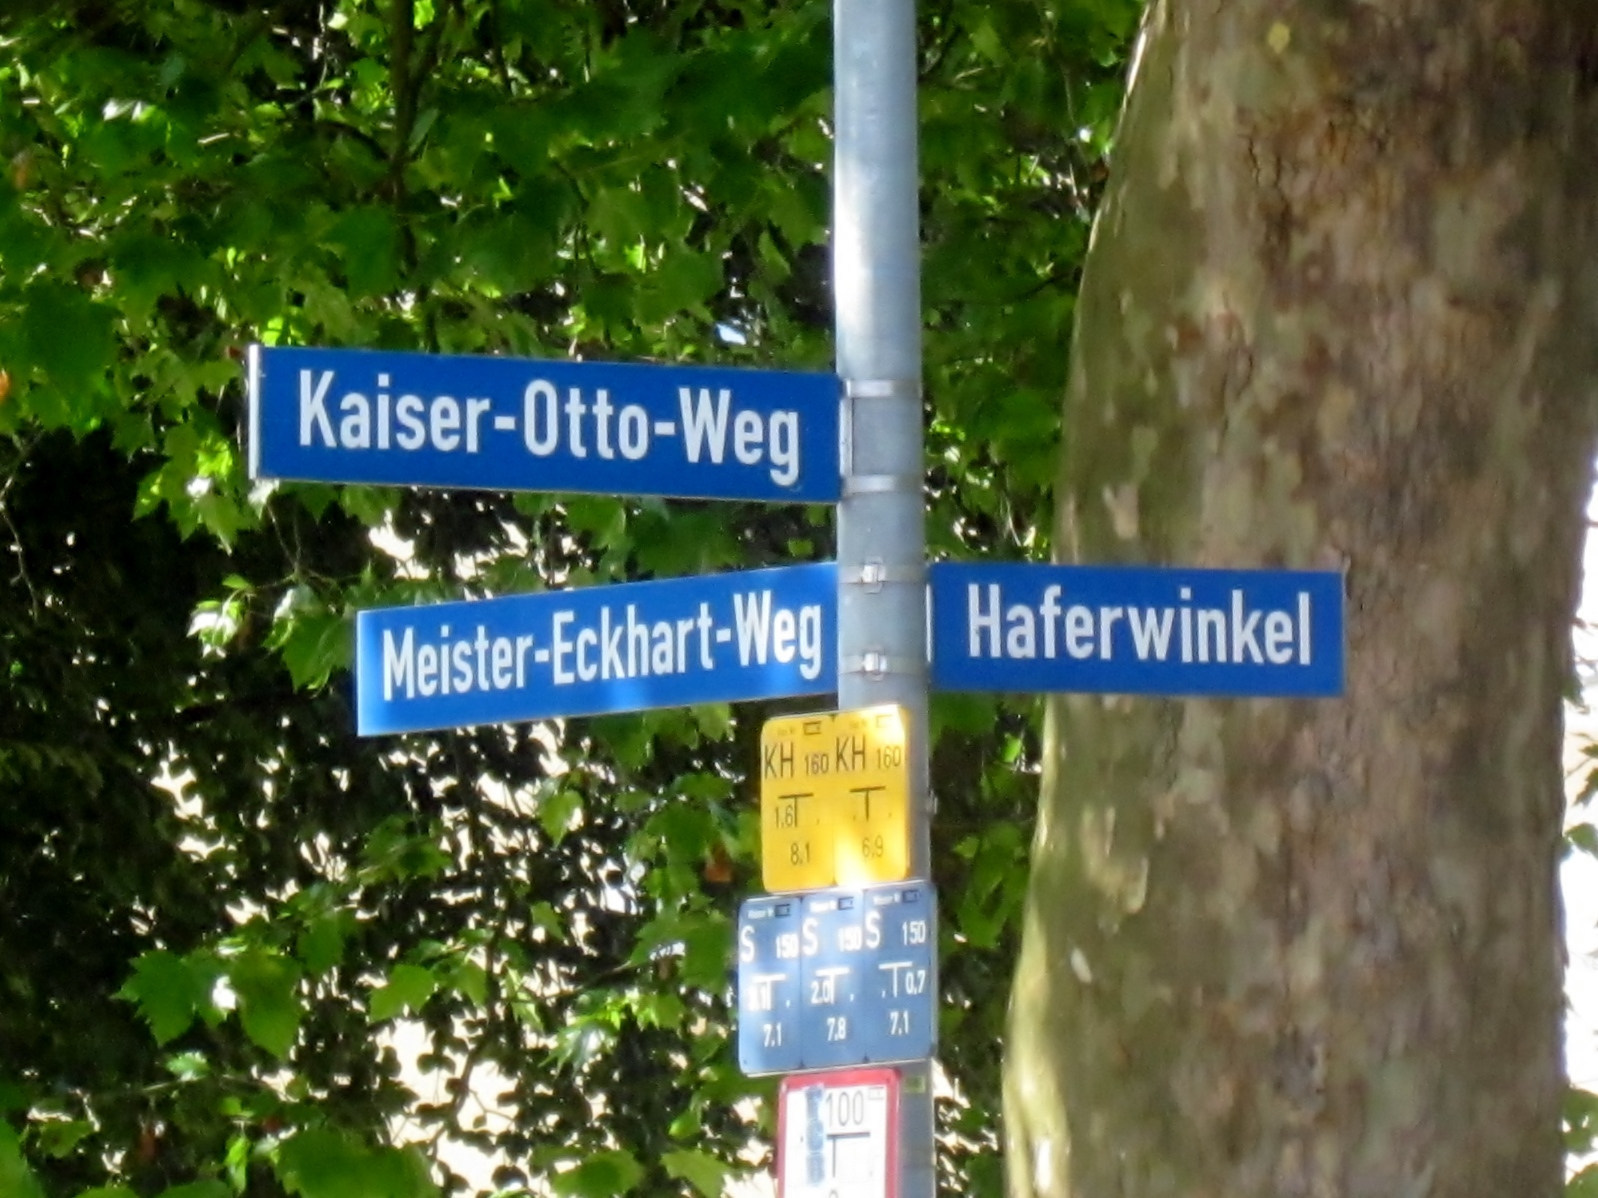 Kaiser-Otto-Weg
Meister-Eckhart-Weg
Haferwinkel
KH 160 KH 160
1.6
8.1 6.9
S 150 S 150 S 150
2.0 0.7
7.1 7.8 7.1
100